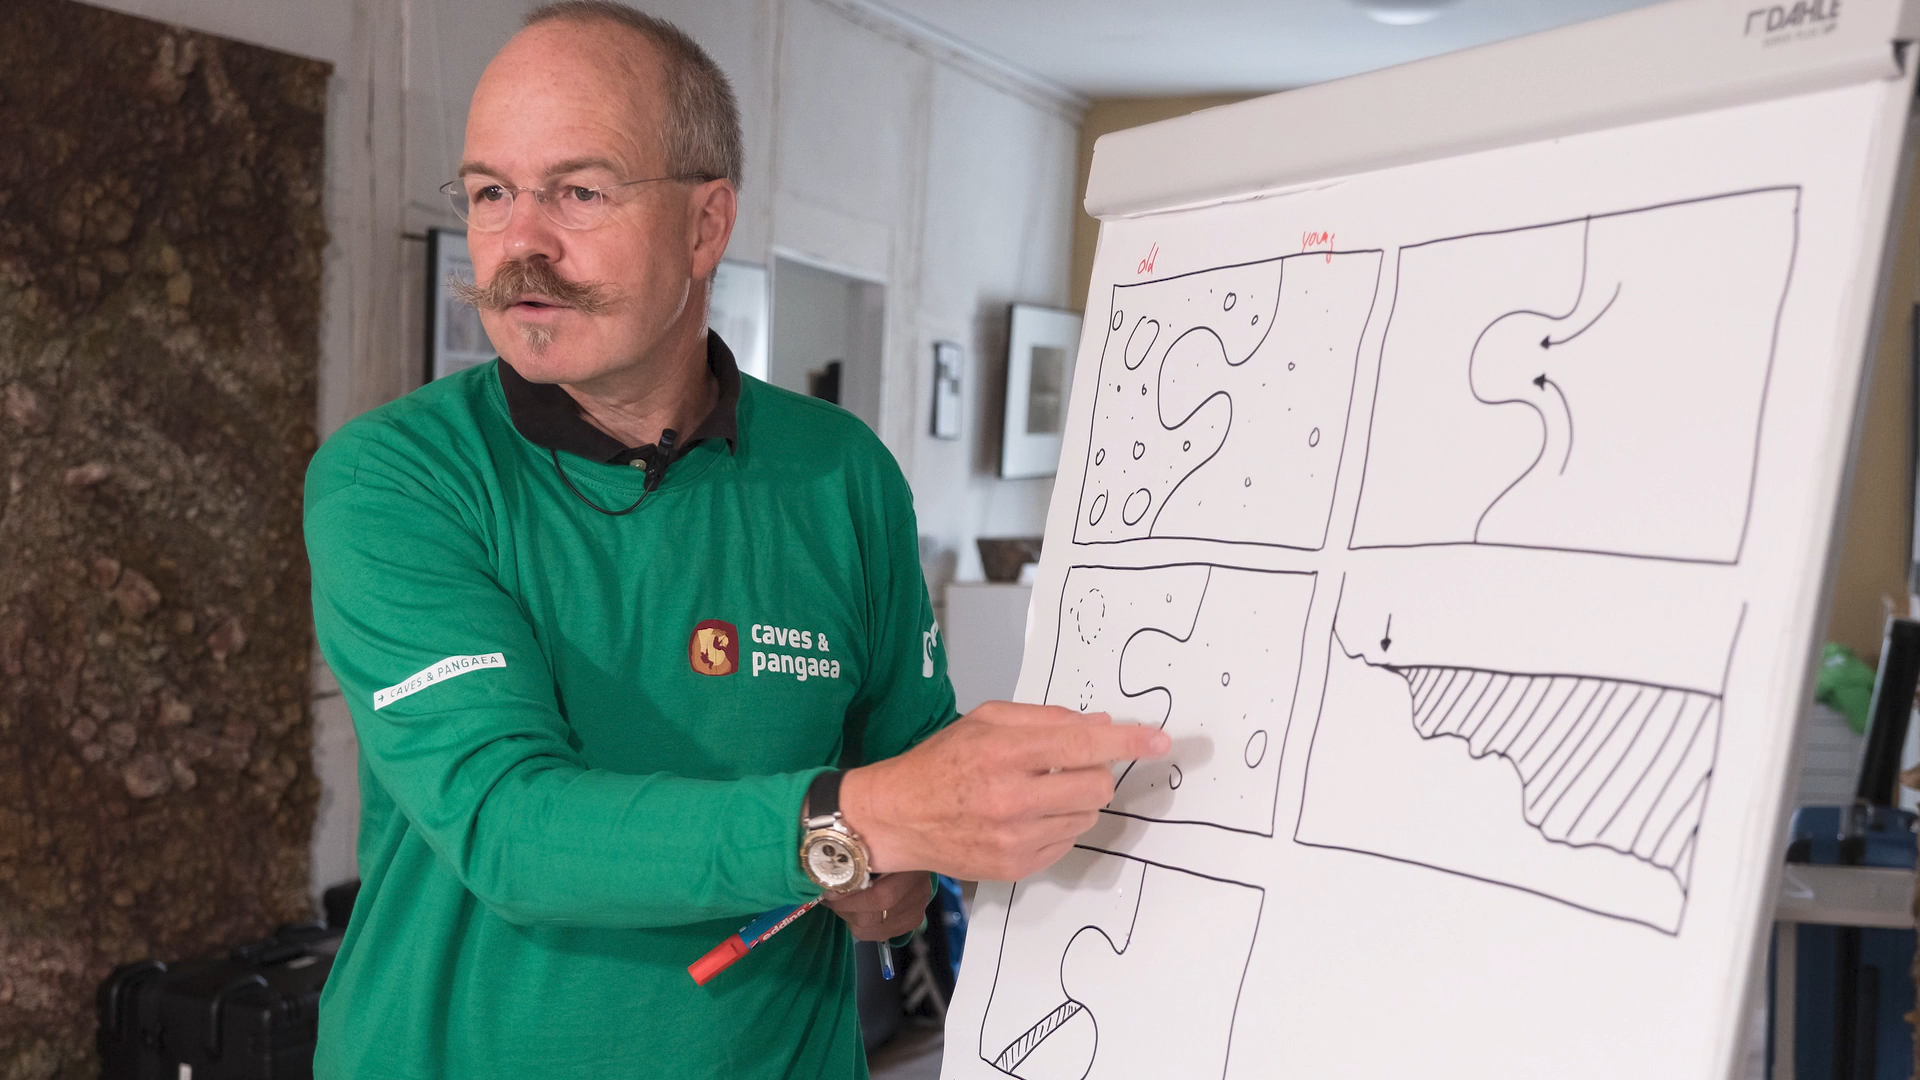 DAHLE
old
young
caves &
pangaea
→ CAVES & PANGAEA
edding